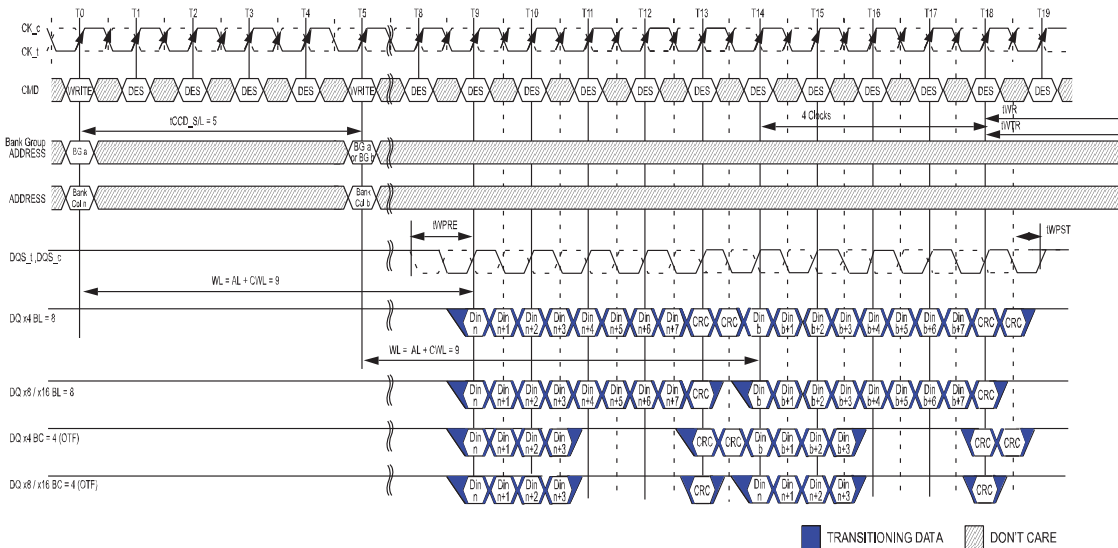 T0 T1 T2 T3 T4 T5 T8 T9 T10 T11 T12 T13 T14 T15 T16 T17 T18 T19
CK_c
CK_t
CMD WRITE DES DES DES DES WRITE DES DES DES DES DES DES DES DES DES DES DES DES
tCCD_S/L = 5 4 Clocks tWR
tWTR
Bank Group
ADDRESS BG a BG a
or BG b
ADDRESS Bank
Col n Bank
Col b
tWPRE tWPST
DQS_t ,DQS_c
WL = AL + CWL = 9
DQ x4 BL = 8 Din
n Din
n+1 Din
n+2 Din
n+3 Din
n+4 Din
n+5 Din
n+6 Din
n+7 CRC CRC Din
b Din
b+1 Din
b+2 Din
b+3 Din
b+4 Din
b+5 Din
b+6 Din
b+7 CRC CRC
WL = AL + CWL = 9
DQ x8 / x16 BL = 8 Din
n Din
n+1 Din
n+2 Din
n+3 Din
n+4 Din
n+5 Din
n+6 Din
n+7 CRC Din
b Din
b+1 Din
b+2 Din
b+3 Din
b+4 Din
b+5 Din
b+6 Din
b+7 CRC
DQ x4 BC = 4 (OTF) Din
n Din
n+1 Din
n+2 Din
n+3 CRC CRC Din
b Din
b+1 Din
b+2 Din
b+3 CRC CRC
DQ x8 / x16 BC = 4 (OTF) Din
n Din
n+1 Din
n+2 Din
n+3 CRC Din
b Din
b+1 Din
b+2 Din
b+3 CRC
TRANSITIONING DATA DON'T CARE